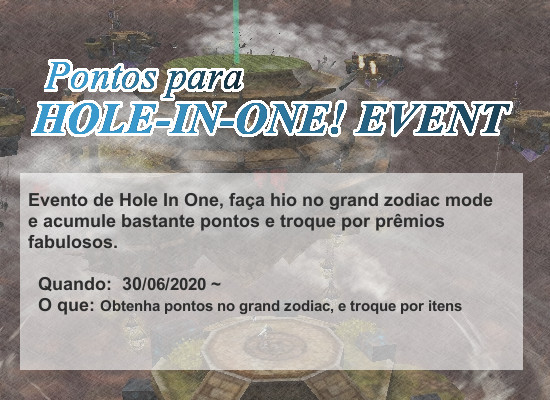 Pontos para
HOLE-IN-ONE! EVENT
Evento de Hole In One, faça hio no grand zodiac mode
e acumule bastante pontos e troque por prêmios
fabulosos.
Quando: 30/06/2020 ~
O que: Obtenha pontos no grand zodiac, e troque por itens